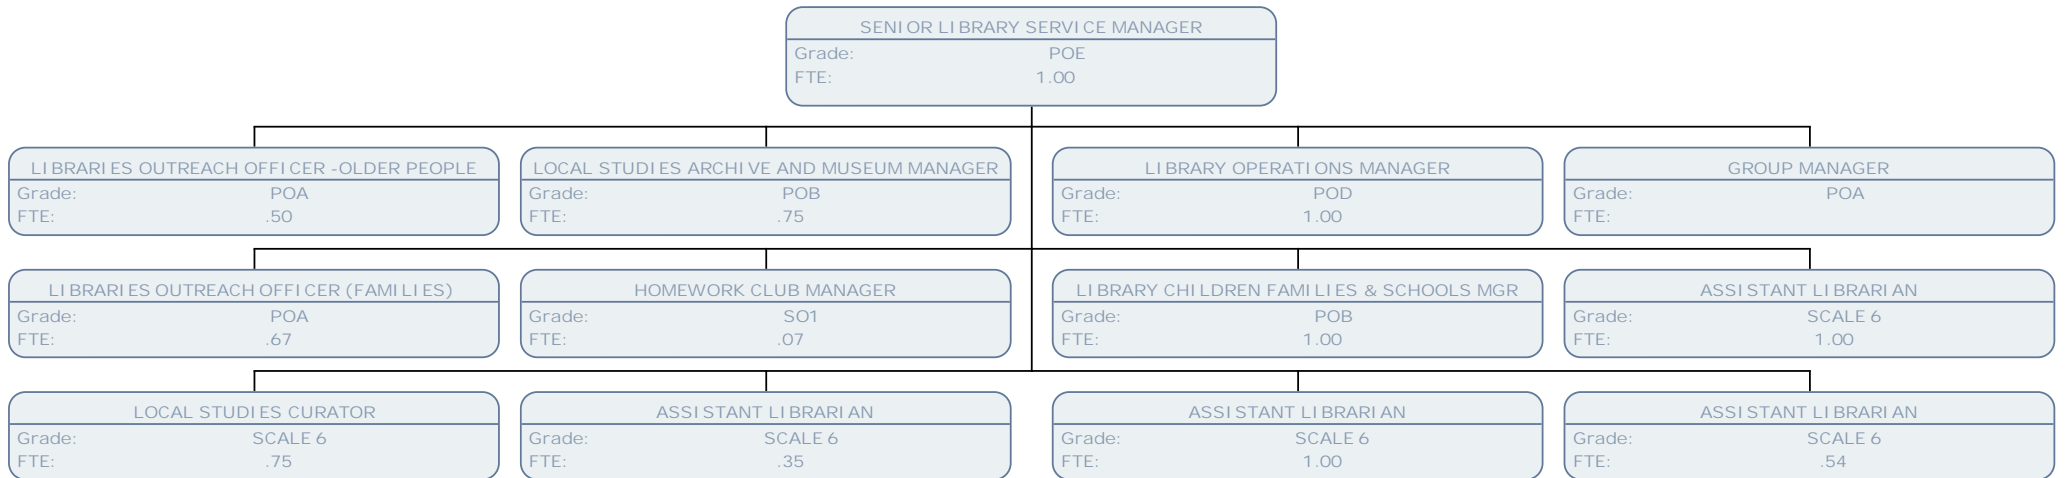 SENIOR LIBRARY SERVICE MANAGER
Grade: POE
FTE: 1.00
LIBRARIES OUTREACH OFFICER -OLDER PEOPLE
Grade: POA
FTE: .50
LOCAL STUDIES ARCHIVE AND MUSEUM MANAGER
Grade: POB
FTE: .75
LIBRARY OPERATIONS MANAGER
Grade: POD
FTE: 1.00
GROUP MANAGER
Grade: POA
FTE:
LIBRARIES OUTREACH OFFICER (FAMILIES)
Grade: POA
FTE: .67
HOMEWORK CLUB MANAGER
Grade: SO1
FTE: .07
LIBRARY CHILDREN FAMILIES & SCHOOLS MGR
Grade: POB
FTE: 1.00
ASSISTANT LIBRARIAN
Grade: SCALE 6
FTE: 1.00
LOCAL STUDIES CURATOR
Grade: SCALE 6
FTE: .75
ASSISTANT LIBRARIAN
Grade: SCALE 6
FTE: .35
ASSISTANT LIBRARIAN
Grade: SCALE 6
FTE: 1.00
ASSISTANT LIBRARIAN
Grade: SCALE 6
FTE: .54